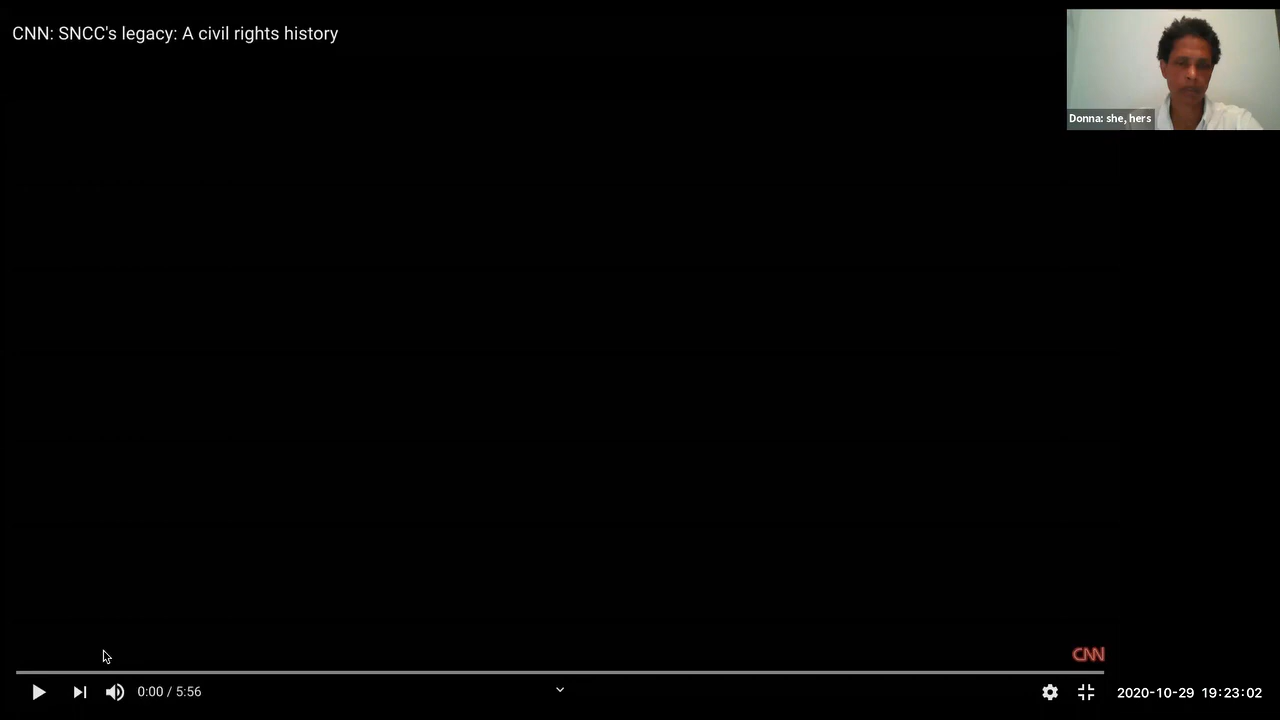 CNN: SNCC's legacy: A civil rights history
Donna: she, hers
CNN
0:00 / 5:56
2020-10-29 19:23:02